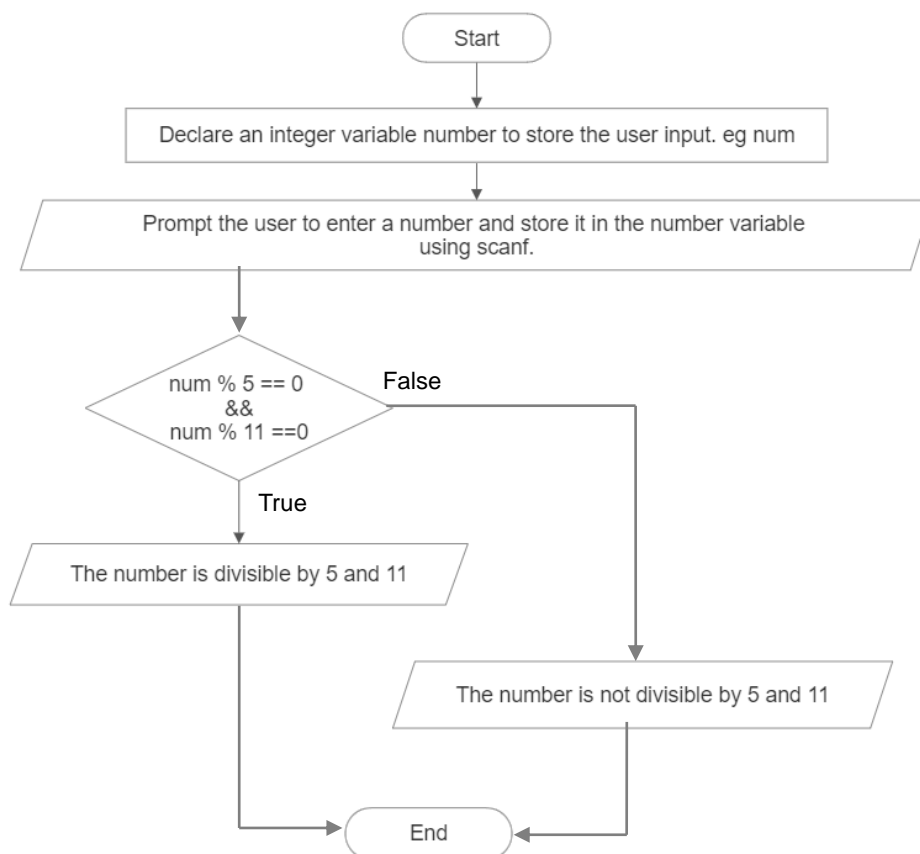 Start
Declare an integer variable number to store the user input. eg num
Prompt the user to enter a number and store it in the number variable
using scanf.
num % 5 == 0
&&
num % 11 ==0
False
True
The number is divisible by 5 and 11
The number is not divisible by 5 and 11
End